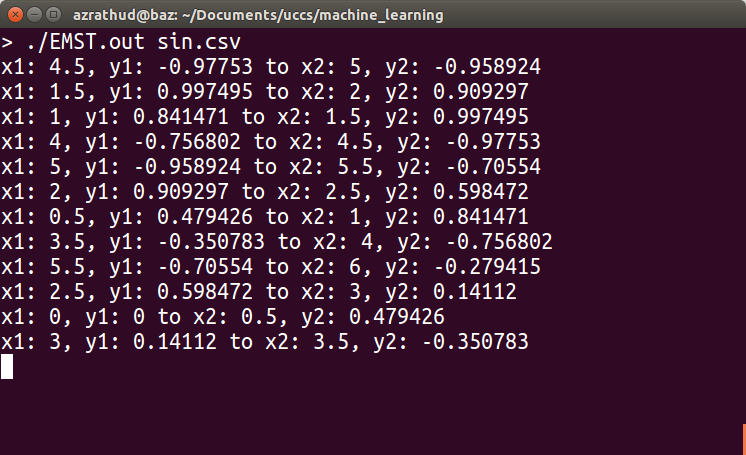 azrathud@baz: ~/Documents/uccs/machine_learning
> ./EMST.out sin.csv
x1: 4.5, y1: -0.97753 to x2: 5, y2: -0.958924
x1: 1.5, y1: 0.997495 to x2: 2, y2: 0.909297
x1: 1, y1: 0.841471 to x2: 1.5, y2: 0.997495
x1: 4, y1: -0.756802 to x2: 4.5, y2: -0.97753
x1: 5, y1: -0.958924 to x2: 5.5, y2: -0.70554
x1: 2, y1: 0.909297 to x2: 2.5, y2: 0.598472
x1: 0.5, y1: 0.479426 to x2: 1, y2: 0.841471
x1: 3.5, y1: -0.350783 to x2: 4, y2: -0.756802
x1: 5.5, y1: -0.70554 to x2: 6, y2: -0.279415
x1: 2.5, y1: 0.598472 to x2: 3, y2: 0.14112
x1: 0, y1: 0 to x2: 0.5, y2: 0.479426
x1: 3, y1: 0.14112 to x2: 3.5, y2: -0.350783